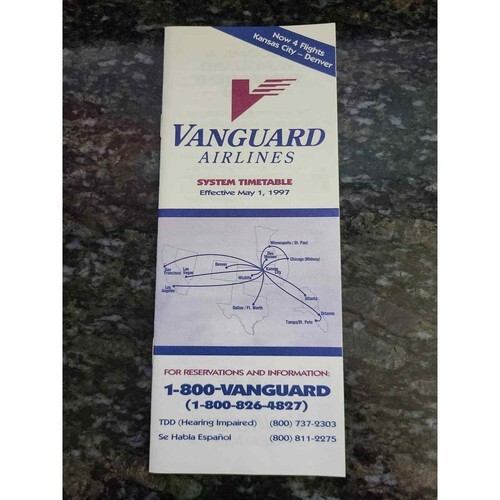 Now 4 Flights
Kansas City – Denver
VANGUARD
AIRLINES
SYSTEM TIMETABLE
Effective May 1, 1997
Minneapolis / St. Paul
Des Moines
Chicago (Midway)
San Francisco
Las Vegas
Denver
Kansas City
Wichita
Los Angeles
Atlanta
Dallas / Ft. Worth
Orlando
Tampa/St. Pete
FOR RESERVATIONS AND INFORMATION:
1-800-VANGUARD
(1-800-826-4827)
TDD (Hearing Impaired) (800) 737-2303
Se Habla Español (800) 811-2275